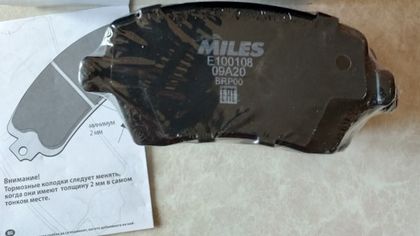 MILES
E100108
09A20
BRP00
МИНИМУМ
2 мм
Внимание!
Тормозные колодки следует менять,
когда они имеют толщину 2 мм в самом
тонком месте.